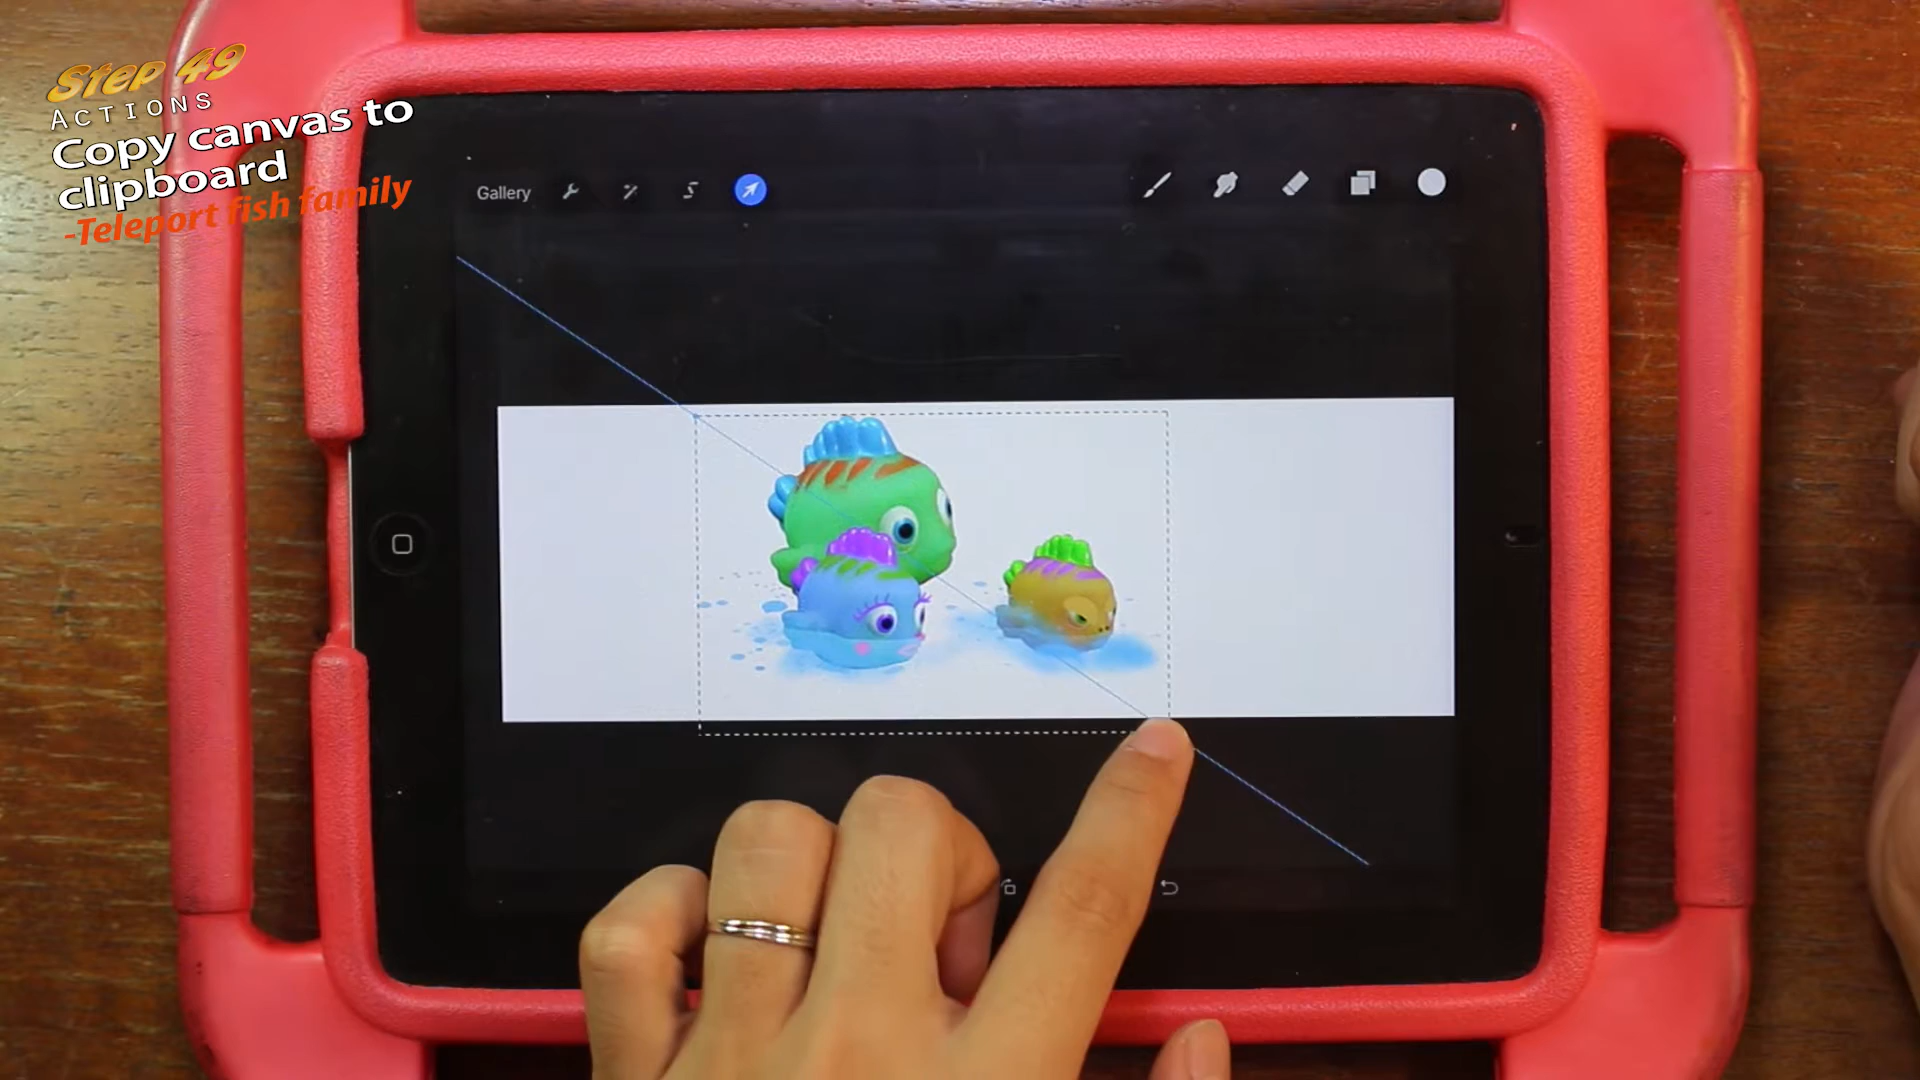 Step 49
ACTIONS
Copy canvas to
clipboard
-Teleport fish family
Gallery